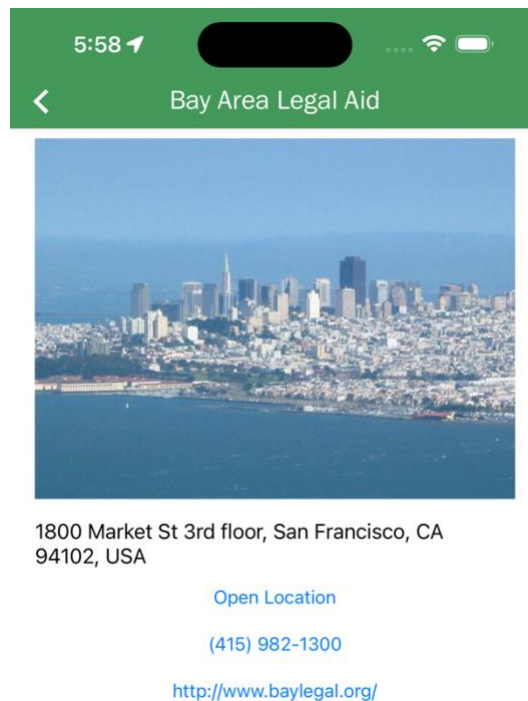 5:58
Bay Area Legal Aid
1800 Market St 3rd floor, San Francisco, CA
94102, USA
Open Location
(415) 982-1300
http://www.baylegal.org/